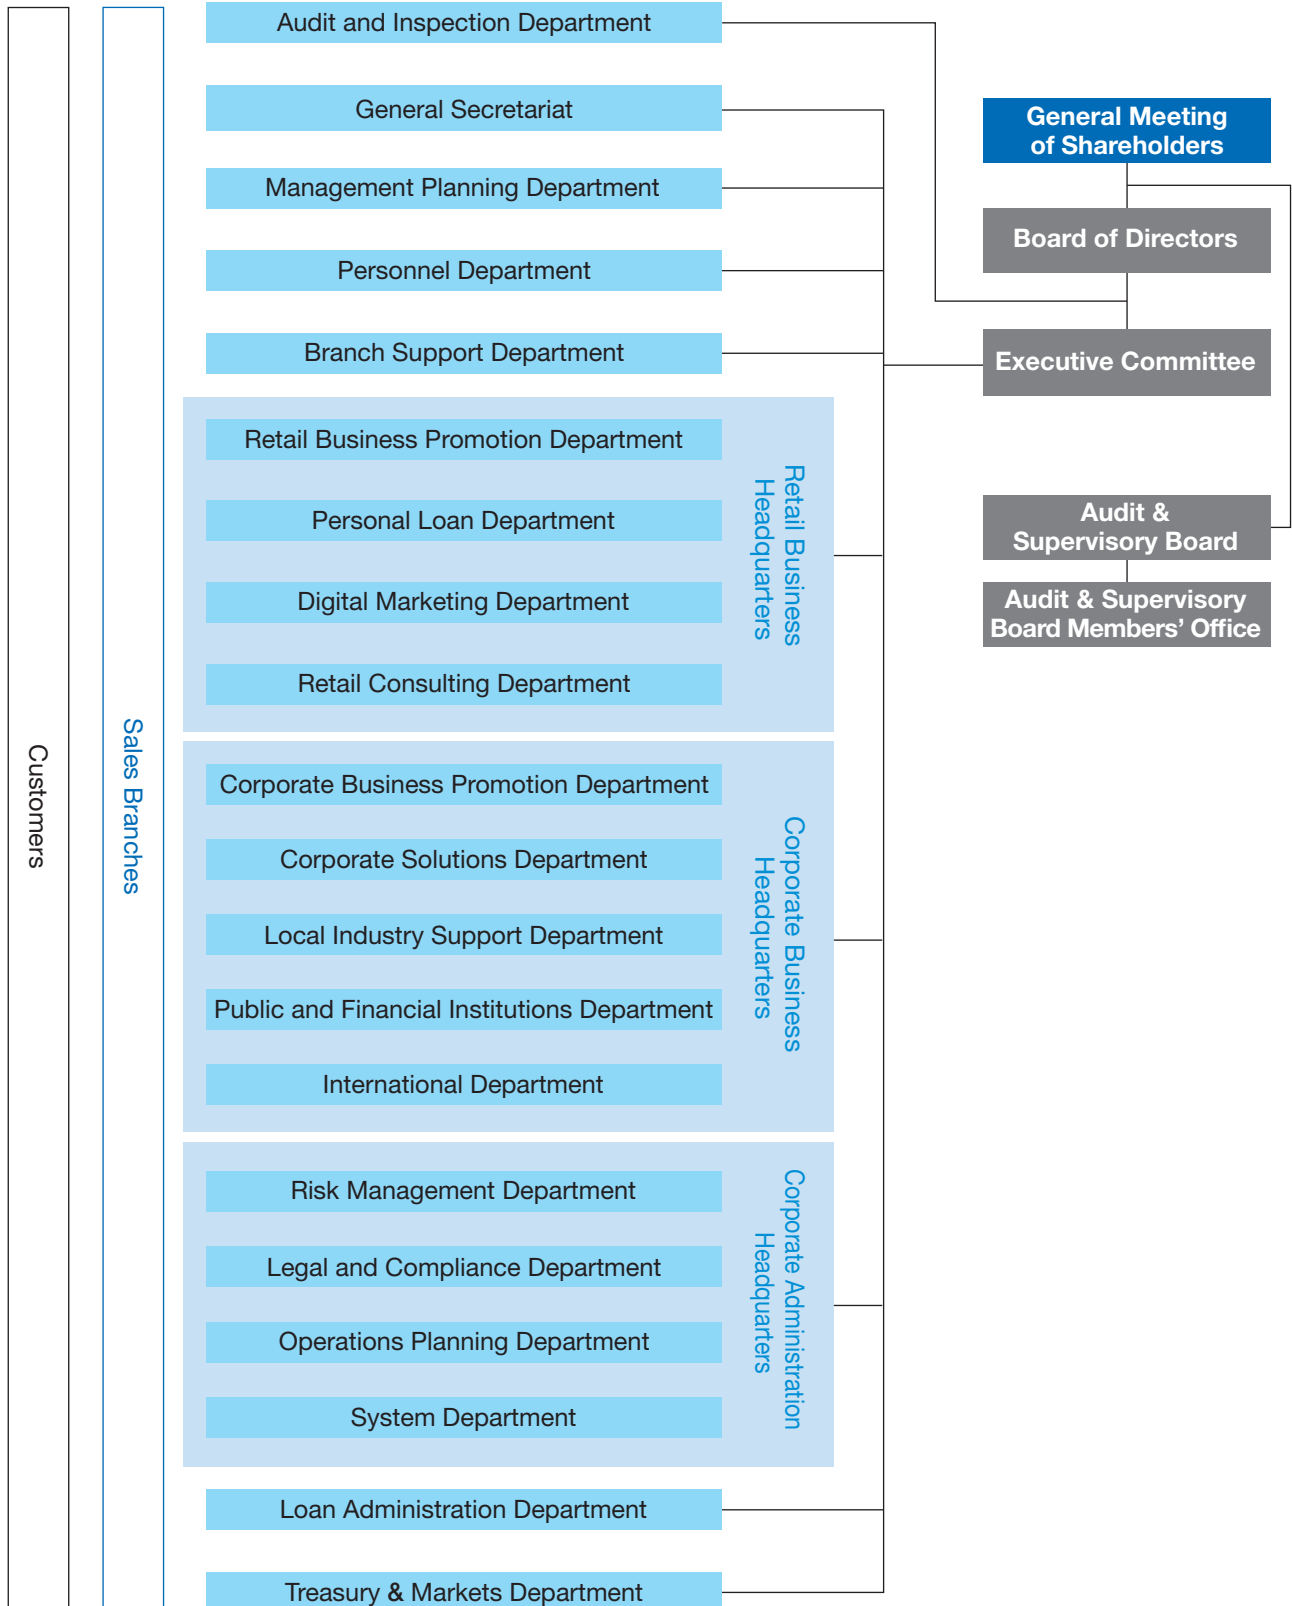 Customers
Sales Branches
Audit and Inspection Department
General Secretariat
Management Planning Department
Personnel Department
Branch Support Department
Retail Business Promotion Department
Personal Loan Department
Digital Marketing Department
Retail Consulting Department
Retail Business
Headquarters
Corporate Business Promotion Department
Corporate Solutions Department
Local Industry Support Department
Public and Financial Institutions Department
International Department
Corporate Business
Headquarters
Risk Management Department
Legal and Compliance Department
Operations Planning Department
System Department
Corporate Administration
Headquarters
Loan Administration Department
Treasury & Markets Department
General Meeting
of Shareholders
Board of Directors
Executive Committee
Audit &
Supervisory Board
Audit & Supervisory
Board Members’ Office